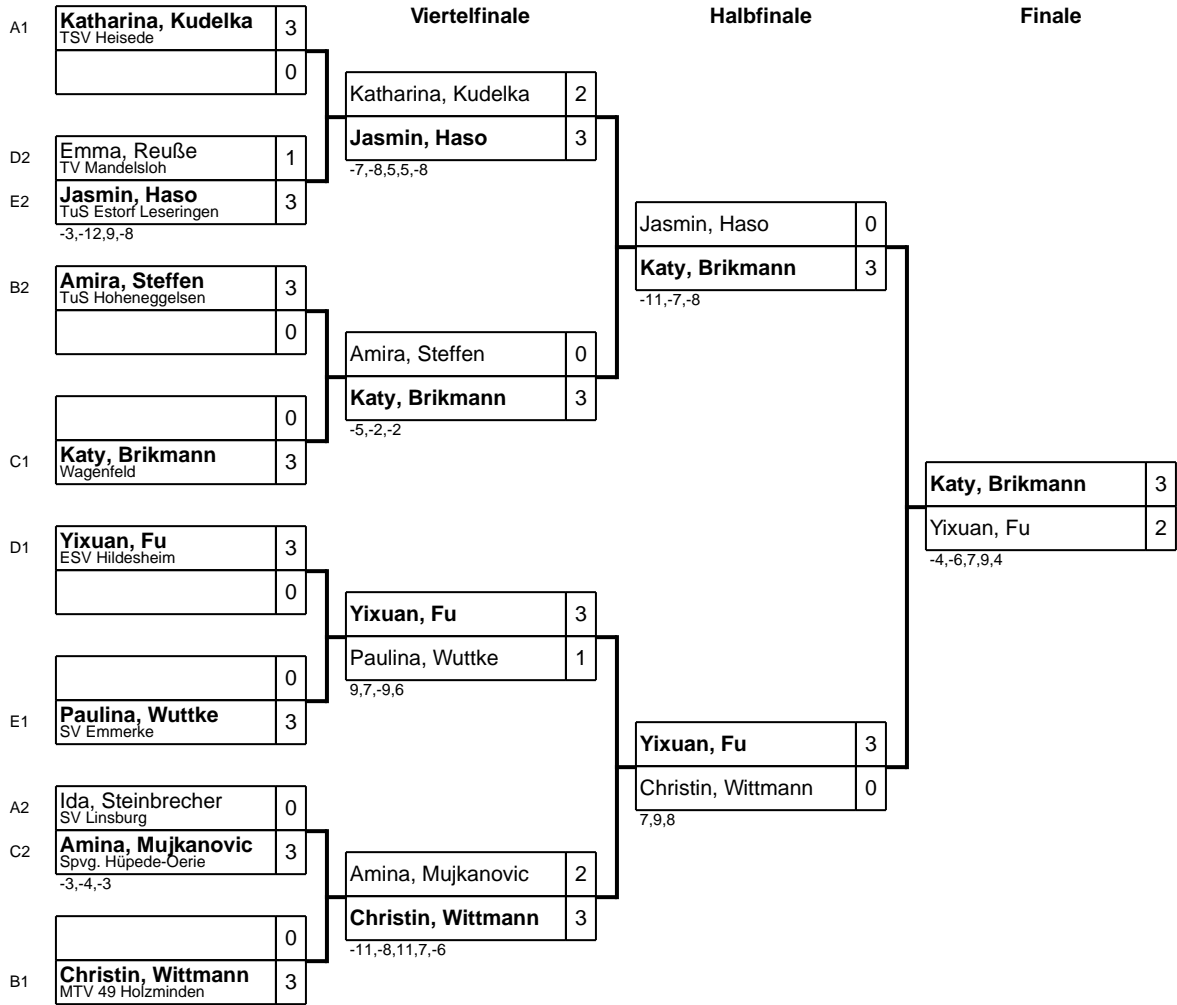 Viertelfinale
Halbfinale
Finale
A1
Katharina, Kudelka 3
TSV Heisede
0
D2
Emma, Reuße 1
TV Mandelsloh
E2
Jasmin, Haso 3
TuS Estorf Leseringen
-3,-12,9,-8
B2
Amira, Steffen 3
TuS Hoheneggelsen
0
0
C1
Katy, Brikmann 3
Wagenfeld
D1
Yixuan, Fu 3
ESV Hildesheim
0
0
E1
Paulina, Wuttke 3
SV Emmerke
A2
Ida, Steinbrecher 0
SV Linsburg
C2
Amina, Mujkanovic 3
Spvg. Hüpede-Oerie
-3,-4,-3
0
B1
Christin, Wittmann 3
MTV 49 Holzminden
Katharina, Kudelka 2
Jasmin, Haso 3
-7,-8,5,5,-8
Amira, Steffen 0
Katy, Brikmann 3
-5,-2,-2
Yixuan, Fu 3
Paulina, Wuttke 1
9,7,-9,6
Amina, Mujkanovic 2
Christin, Wittmann 3
-11,-8,11,7,-6
Jasmin, Haso 0
Katy, Brikmann 3
-11,-7,-8
Yixuan, Fu 3
Christin, Wittmann 0
7,9,8
Katy, Brikmann 3
Yixuan, Fu 2
-4,-6,7,9,4